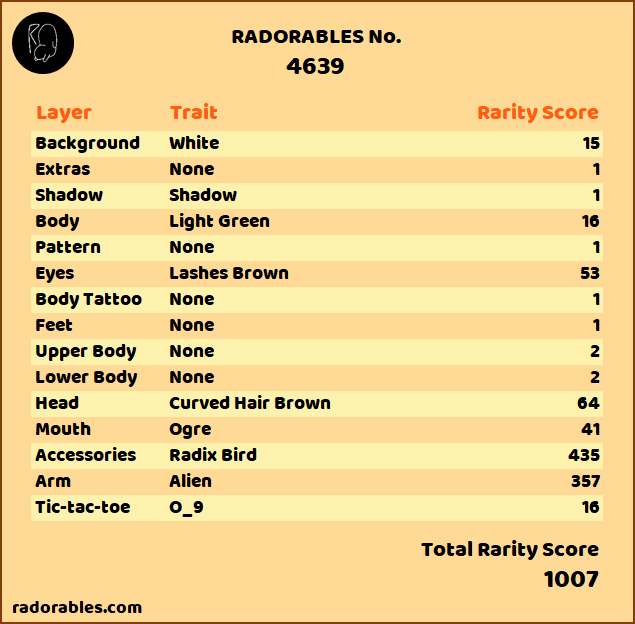 RADORABLES No.
4639
Layer Trait Rarity Score
Background White 15
Extras None 1
Shadow Shadow 1
Body Light Green 16
Pattern None 1
Eyes Lashes Brown 53
Body Tattoo None 1
Feet None 1
Upper Body None 2
Lower Body None 2
Head Curved Hair Brown 64
Mouth Ogre 41
Accessories Radix Bird 435
Arm Alien 357
Tic-tac-toe O_9 16
Total Rarity Score
1007
radorables.com